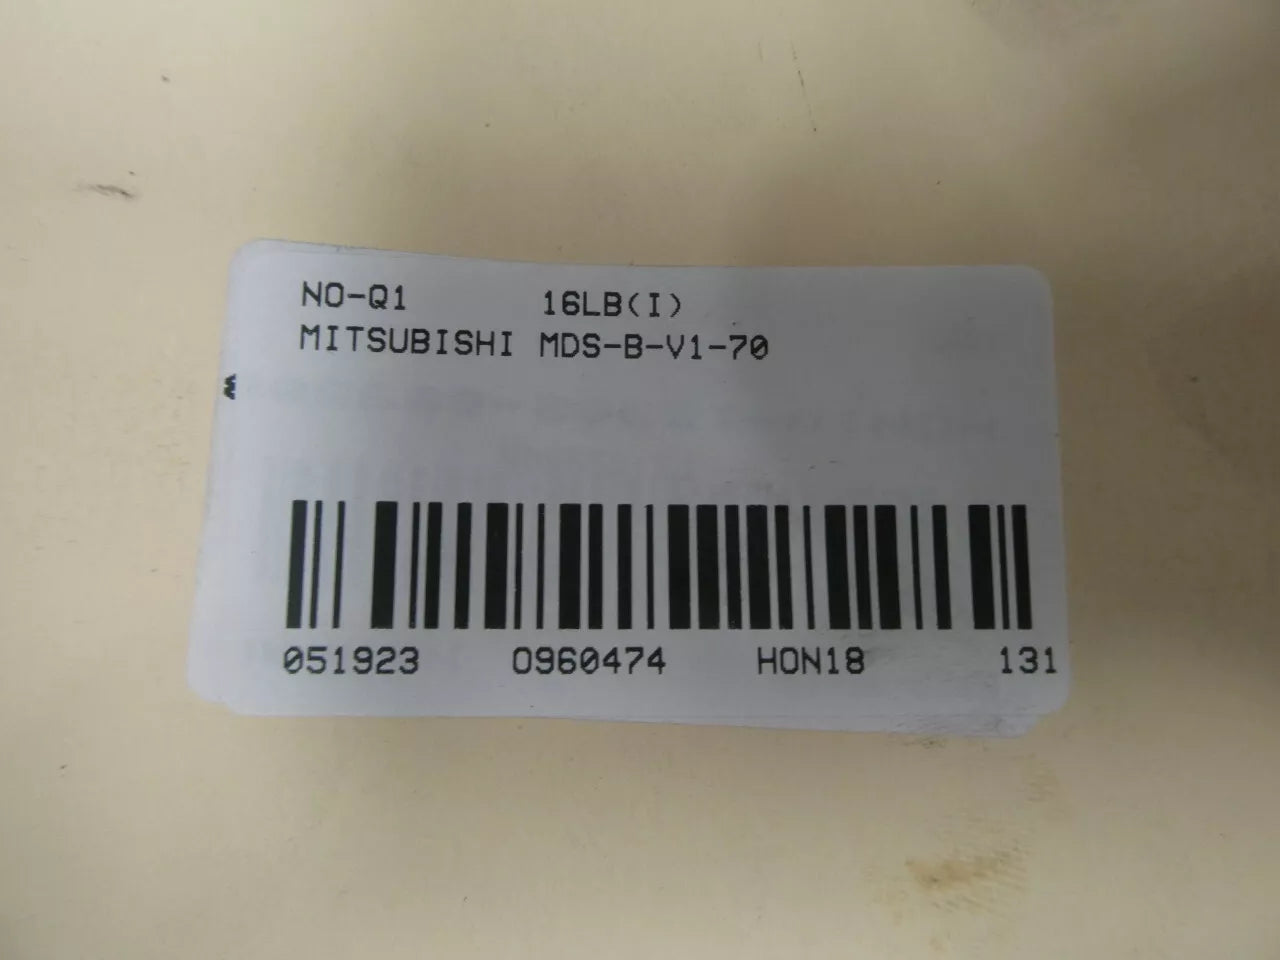 NO-Q1 16LB(I)
MITSUBISHI MDS-B-V1-70
051923 0960474 HON18 131